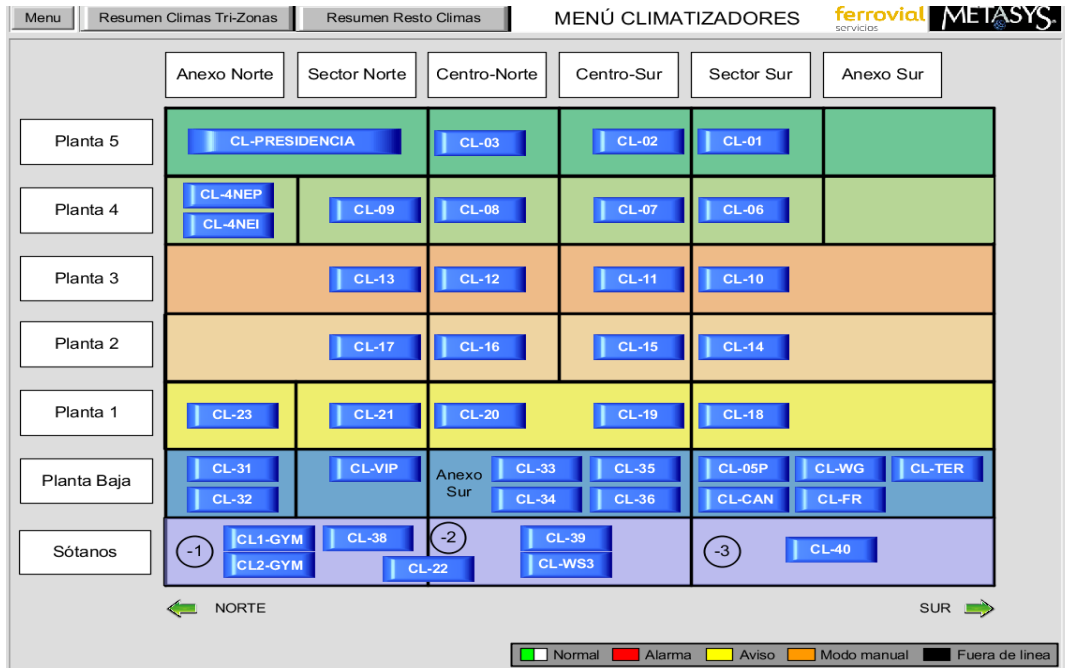 Menu Resumen Climas Tri-Zonas Resumen Resto Climas MENÚ CLIMATIZADORES ferrovial servicios METASYS.
Anexo Norte Sector Norte Centro-Norte Centro-Sur Sector Sur Anexo Sur
Planta 5 CL-PRESIDENCIA CL-03 CL-02 CL-01
Planta 4 CL-4NEP CL-4NEI CL-09 CL-08 CL-07 CL-06
Planta 3 CL-13 CL-12 CL-11 CL-10
Planta 2 CL-17 CL-16 CL-15 CL-14
Planta 1 CL-23 CL-21 CL-20 CL-19 CL-18
Planta Baja
CL-31 CL-VIP CL-33 CL-35 CL-05P CL-WG CL-TER
Anexo Sur
CL-32 CL-34 CL-36 CL-CAN CL-FR
Sótanos
-1 CL1-GYM CL-38 -2 CL-39 -3 CL-40
CL2-GYM CL-22 CL-WS3
NORTE SUR
Normal Alarma Aviso Modo manual Fuera de linea